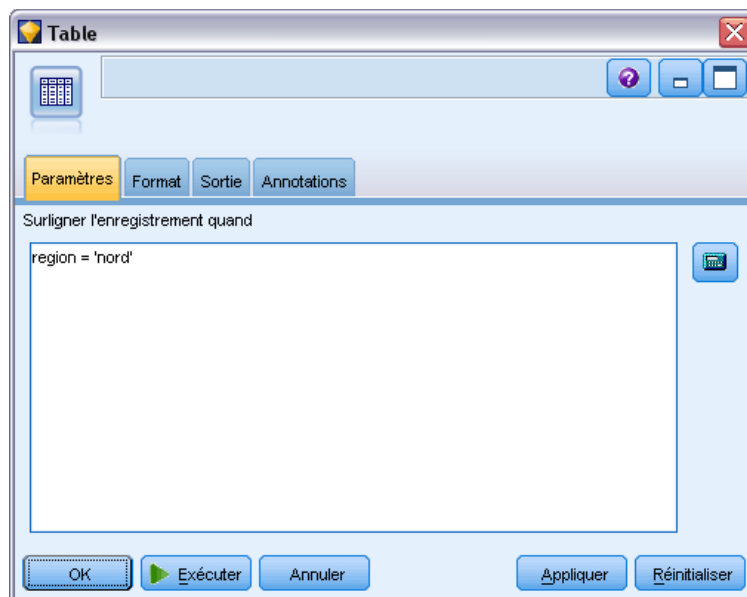 Table
Paramètres Format Sortie Annotations
Surligner l'enregistrement quand
region = 'nord'
OK Exécuter Annuler Appliquer Réinitialiser